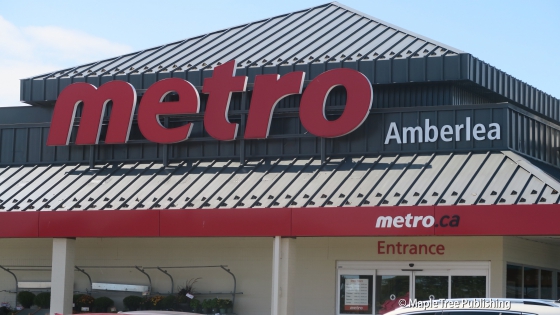 metro
Amberlea
metro.ca
Entrance
© Maple Tree Publishing